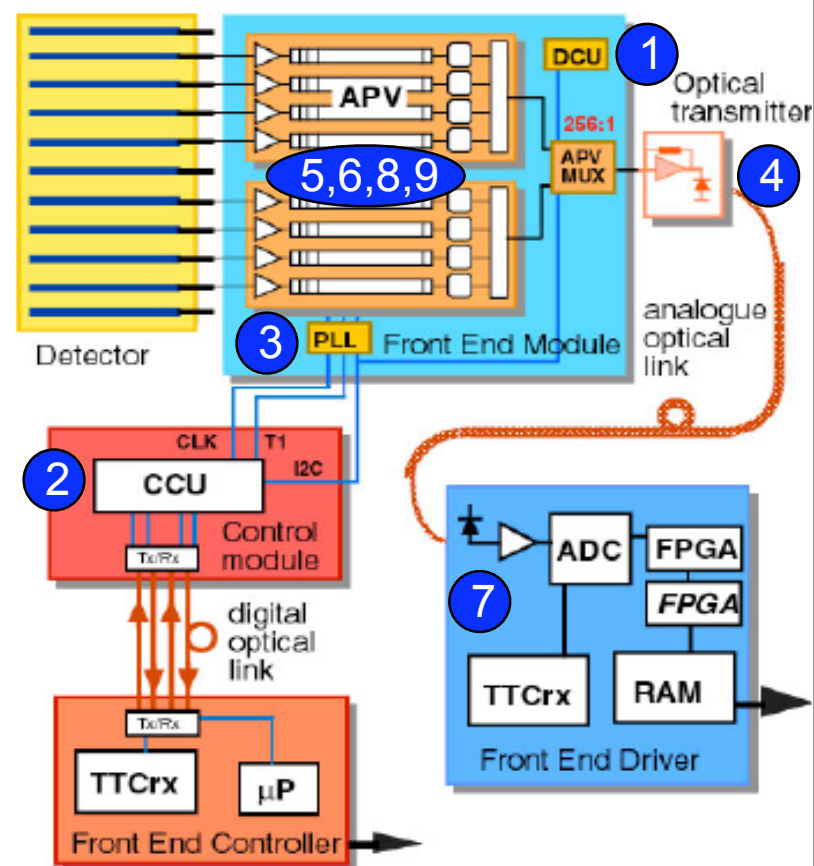 DCU
1
Optical
transmitter
APV
256:1
APV
MUX
4
5,6,8,9
analogue
optical
link
3
PLL
Front End Module
Detector
CLK
T1
I2C
2
CCU
Control
module
Tx/Rx
digital
optical
link
ADC
FPGA
FPGA
7
TTCrx
RAM
Front End Driver
Tx/Rx
TTCrx
μP
Front End Controller